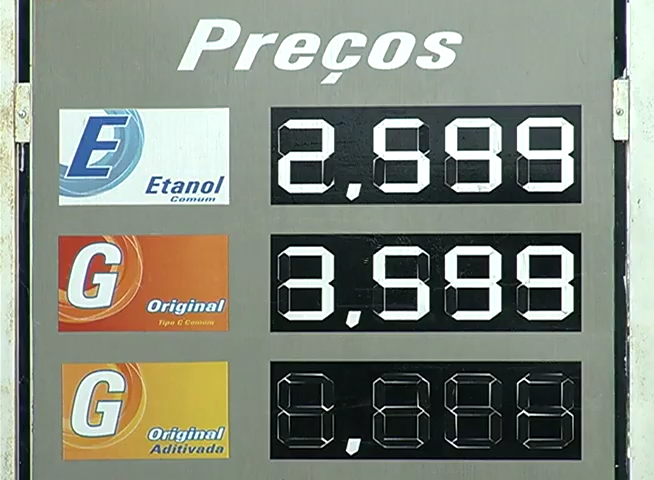 Preços
E
Etanol
Comum
2,599
G
Original
Tipo C Comum
3,599
G
Original
Aditivada